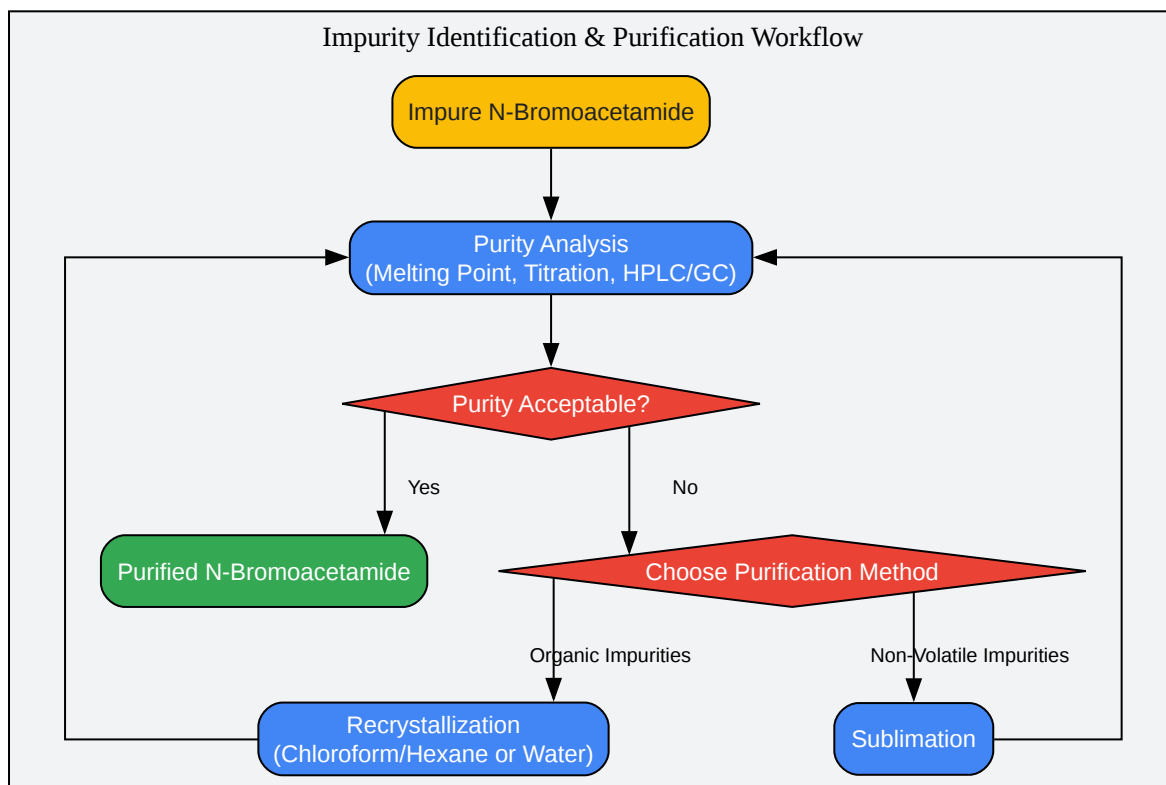 Impurity Identification & Purification Workflow
Impure N-Bromoacetamide
Purity Analysis
(Melting Point, Titration, HPLC/GC)
Purity Acceptable?
Yes
No
Purified N-Bromoacetamide
Choose Purification Method
Organic Impurities
Non-Volatile Impurities
Recrystallization
(Chloroform/Hexane or Water)
Sublimation